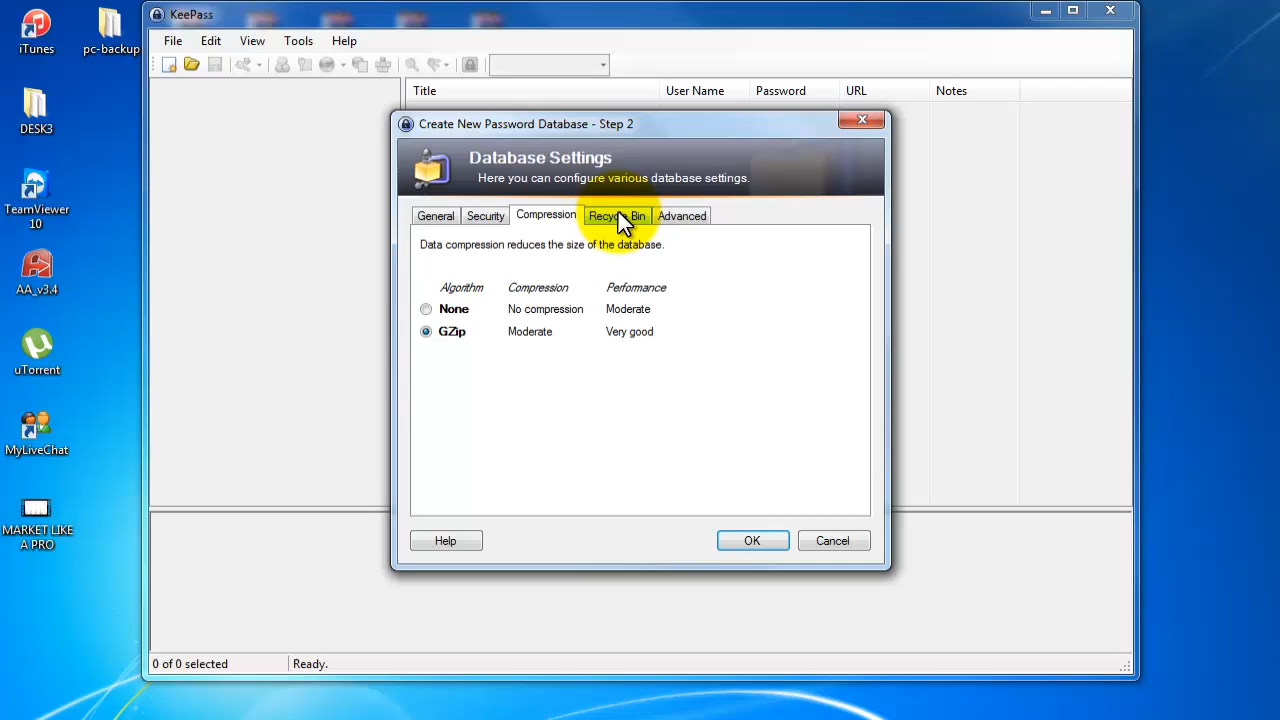 iTunes
pc-backup
DESK3
TeamViewer
10
AA_v3.4
uTorrent
MyLiveChat
MARKET LIKE
A PRO
KeePass
File Edit View Tools Help
Title User Name Password URL Notes
Create New Password Database - Step 2
Database Settings
Here you can configure various database settings.
General Security Compression Recycle Bin Advanced
Data compression reduces the size of the database.
Algorithm Compression Performance
None No compression Moderate
GZip Moderate Very good
Help OK Cancel
0 of 0 selected Ready.